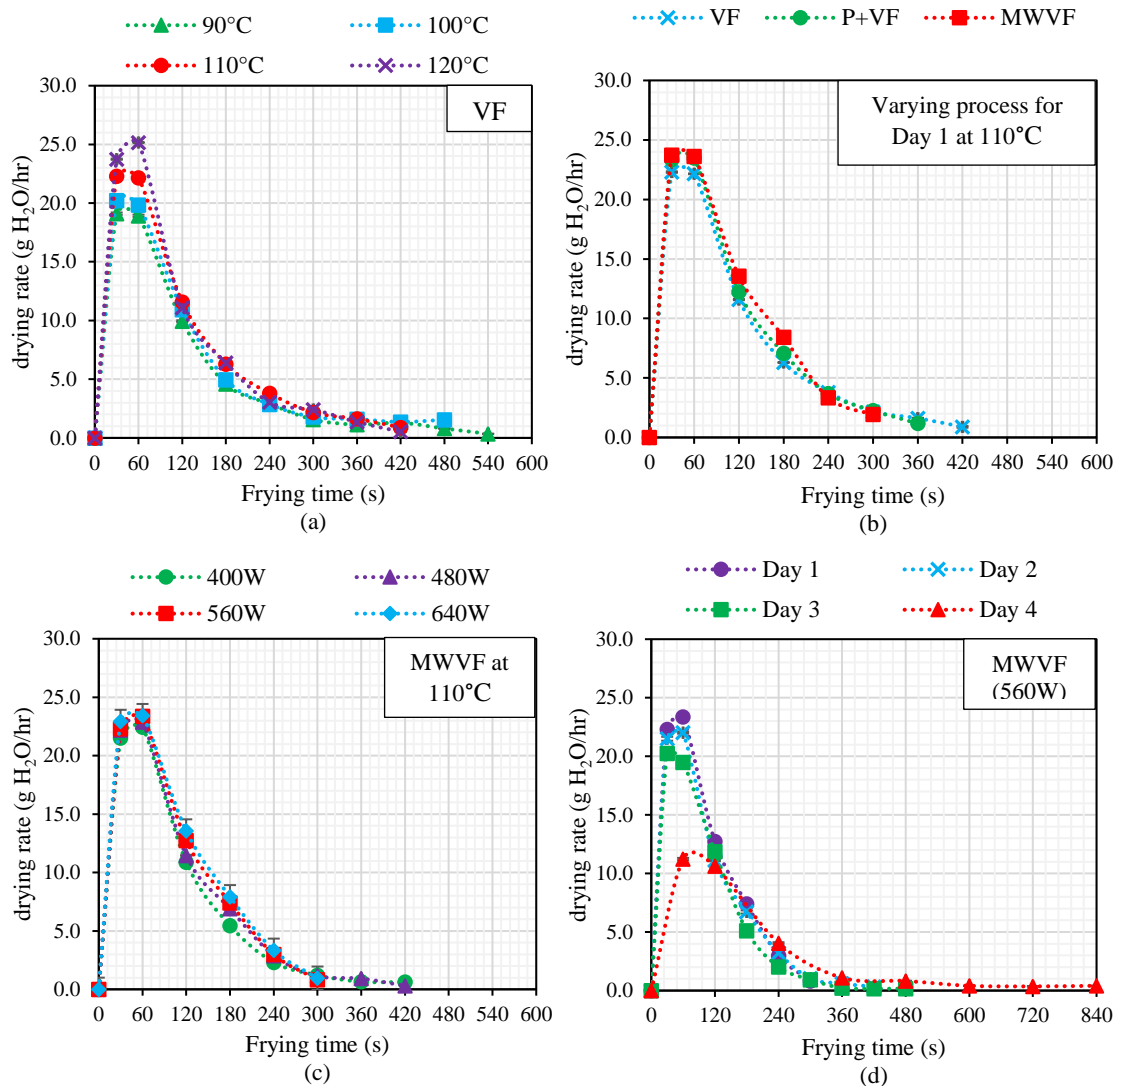 90°C
100°C
110°C
120°C
VF
30.0
25.0
20.0
15.0
10.0
5.0
0.0
drying rate (g H₂O/hr)
0 60 120 180 240 300 360 420 480 540 600
Frying time (s)
(a)
VF
P+VF
MWVF
Varying process for
Day 1 at 110°C
30.0
25.0
20.0
15.0
10.0
5.0
0.0
drying rate (g H₂O/hr)
0 60 120 180 240 300 360 420 480 540 600
Frying time (s)
(b)
400W
480W
560W
640W
MWVF at
110°C
30.0
25.0
20.0
15.0
10.0
5.0
0.0
drying rate (g H₂O/hr)
0 60 120 180 240 300 360 420 480 540 600
Frying time (s)
(c)
Day 1
Day 2
Day 3
Day 4
MWVF
(560W)
30.0
25.0
20.0
15.0
10.0
5.0
0.0
drying rate (g H₂O/hr)
0 120 240 360 480 600 720 840
Frying time (s)
(d)